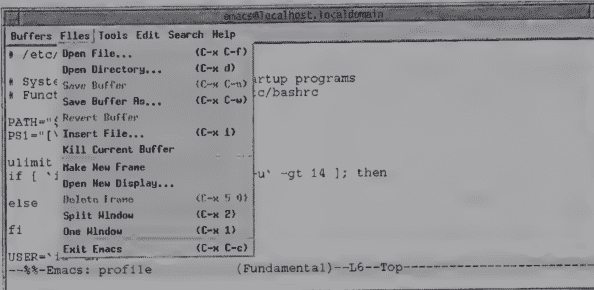 emacs@localhost.localdomain
Buffers Files Tools Edit Search Help
# /etc/
Open File... (C-x C-f)
Open Directory... (C-x d)
# Syste
Save Buffer
artup programs
# Funct
Save Buffer As... (C-x C-w)
tc/bashrc
Revert Buffer
PATH="$
Insert File... (C-x i)
PS1="[\
Kill Current Buffer
ulimit
Make New Frame
if [ `i
Open New Display...
-u` -gt 14 ]; then
Delete Frame (C-x 5 0)
else
Split Window (C-x 2)
One Window (C-x 1)
fi
Exit Emacs (C-x C-c)
USER=`i
--%%-Emacs: profile (Fundamental)--L6--Top